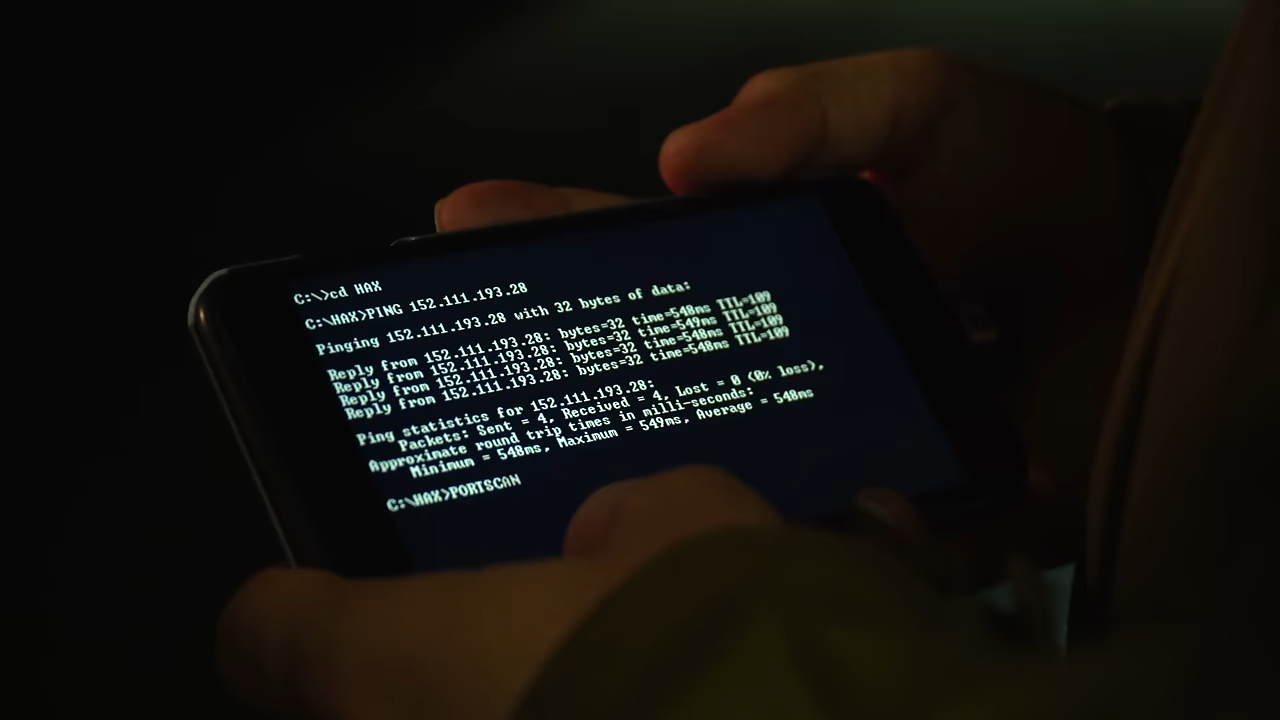 C:\>cd HAX
C:\HAX>PING 152.111.193.28
Pinging 152.111.193.28 with 32 bytes of data:
Reply from 152.111.193.28: bytes=32 time=548ms TTL=109
Reply from 152.111.193.28: bytes=32 time=549ms TTL=109
Reply from 152.111.193.28: bytes=32 time=548ms TTL=109
Reply from 152.111.193.28: bytes=32 time=548ms TTL=109
Ping statistics for 152.111.193.28:
Packets: Sent = 4, Received = 4, Lost = 0 (0% loss),
Approximate round trip times in milli-seconds:
Minimum = 548ms, Maximum = 549ms, Average = 548ms
C:\HAX>PORTSCAN